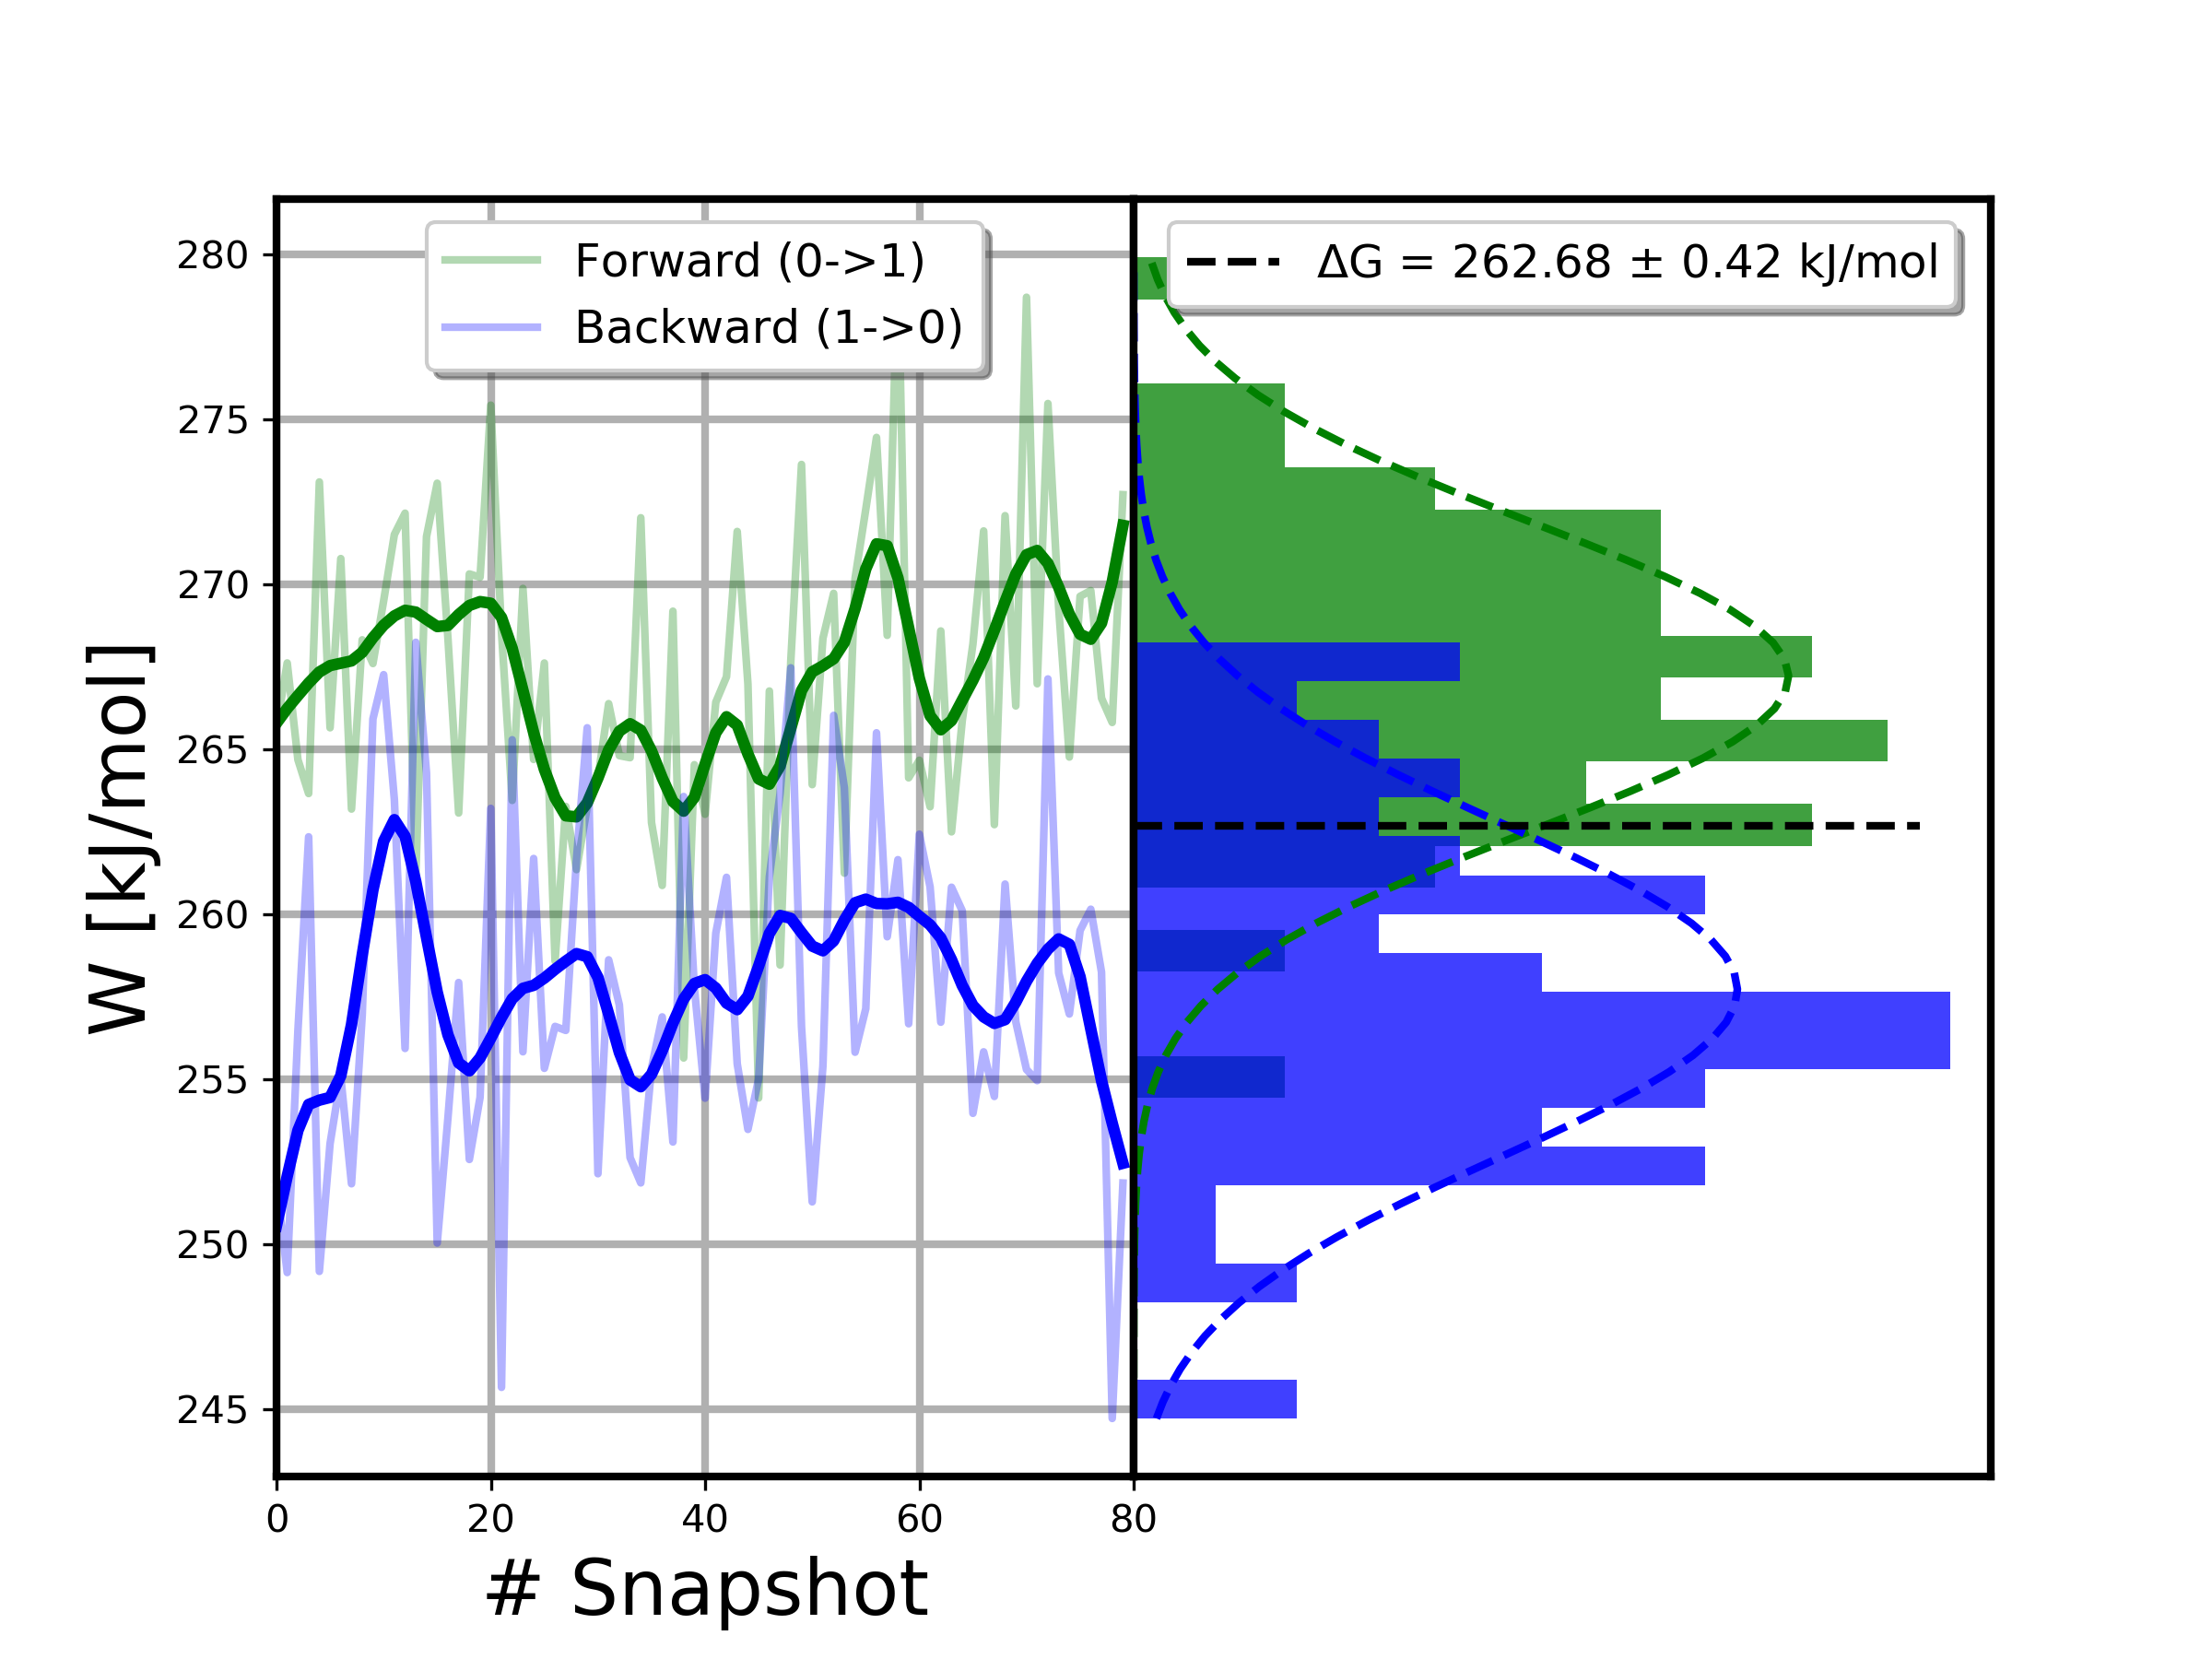 Forward (0->1)
Backward (1->0)
ΔG = 262.68 ± 0.42 kJ/mol
W [kJ/mol]
280
275
270
265
260
255
250
245
0 20 40 60 80
# Snapshot